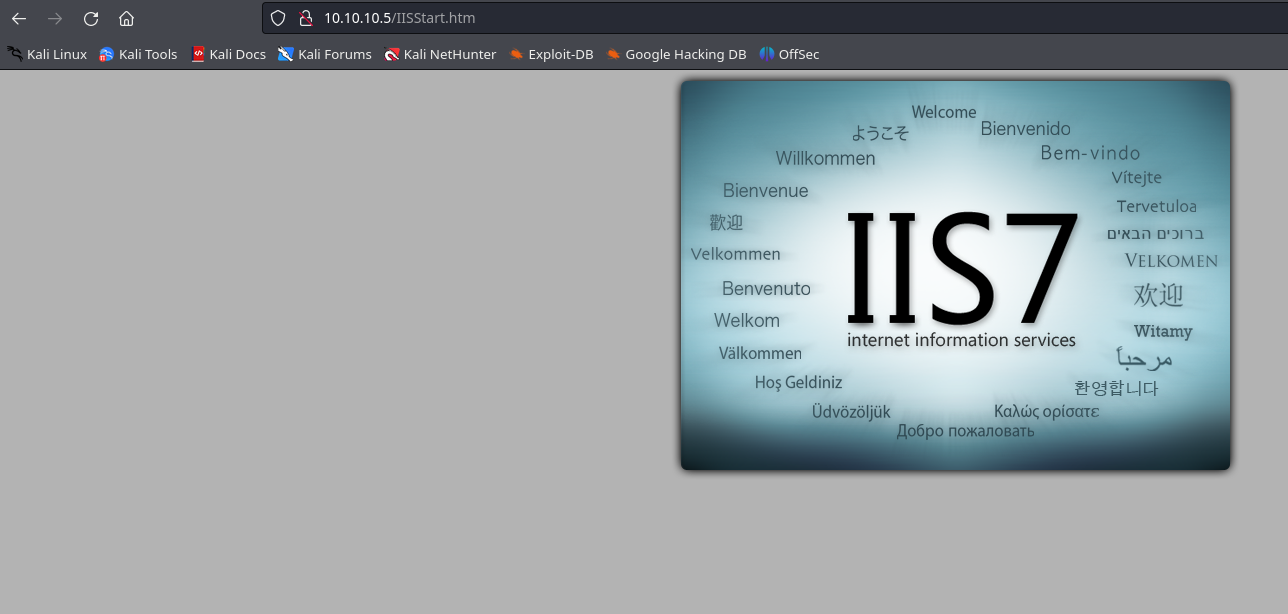 10.10.10.5/IISStart.htm
Kali Linux Kali Tools Kali Docs Kali Forums Kali NetHunter Exploit-DB Google Hacking DB OffSec
Welcome
ようこそ
Bienvenido
Willkommen
Bem-vindo
Vítejte
Bienvenue
Tervetuloa
歡迎
ברוכים הבאים
Velkommen
VELKOMEN
Benvenuto
欢迎
Welkom
Witamy
Välkommen
مرحباً
Hoş Geldiniz
환영합니다
Üdvözöljük
Καλώς ορίσατε
Добро пожаловать
IIS7
internet information services